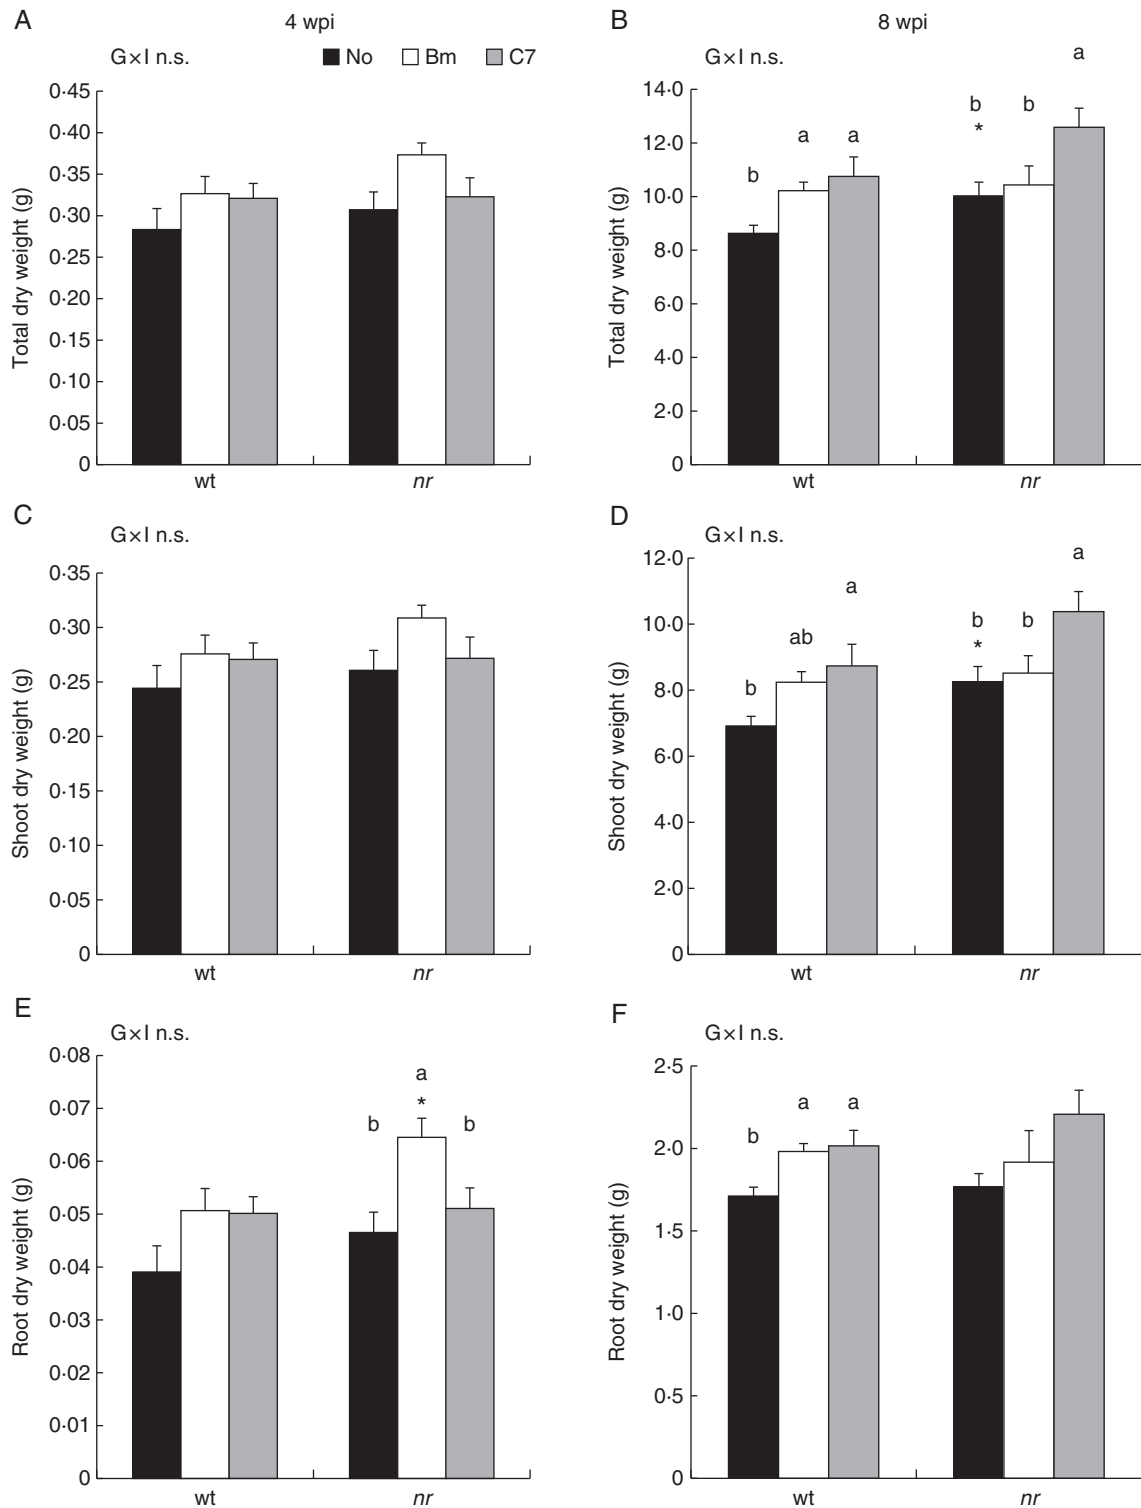 A
4 wpi
G×I n.s.
No
Bm
C7
0·45
0·40
0·35
0·30
0·25
0·20
0·15
0·10
0·05
0
Total dry weight (g)
wt
nr
B
8 wpi
G×I n.s.
14·0
12·0
10·0
8·0
6·0
4·0
2·0
0
Total dry weight (g)
b
a
a
b
*
b
a
wt
nr
C
G×I n.s.
0·35
0·30
0·25
0·20
0·15
0·10
0·05
0
Shoot dry weight (g)
wt
nr
D
G×I n.s.
12·0
10·0
8·0
6·0
4·0
2·0
0
Shoot dry weight (g)
b
ab
a
b
*
b
a
wt
nr
E
G×I n.s.
0·08
0·07
0·06
0·05
0·04
0·03
0·02
0·01
0
Root dry weight (g)
b
a
*
b
wt
nr
F
G×I n.s.
2·5
2·0
1·5
1·0
0·5
0
Root dry weight (g)
b
a
a
wt
nr